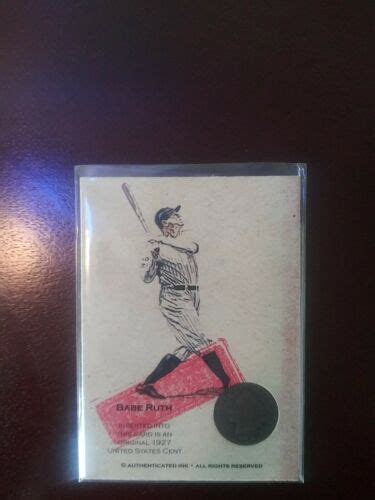 BABE RUTH
INSERTED INTO
THIS CARD IS AN
ORIGINAL 1927
UNITED STATES CENT
© AUTHENTICATED INK • ALL RIGHTS RESERVED